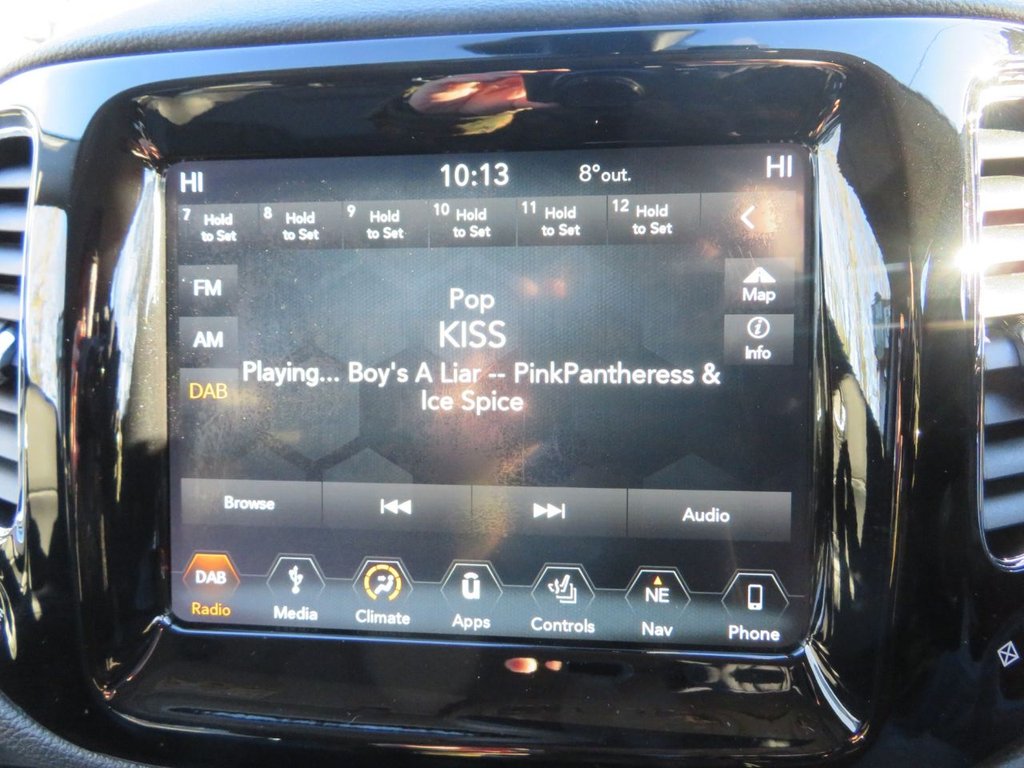 HI 10:13 8°out. HI
7 Hold to Set
8 Hold to Set
9 Hold to Set
10 Hold to Set
11 Hold to Set
12 Hold to Set
FM
AM
DAB
Pop
KISS
Playing... Boy's A Liar -- PinkPantheress &
Ice Spice
Map
Info
Browse
Audio
DAB
Radio
Media
Climate
Apps
Controls
NE
Nav
Phone